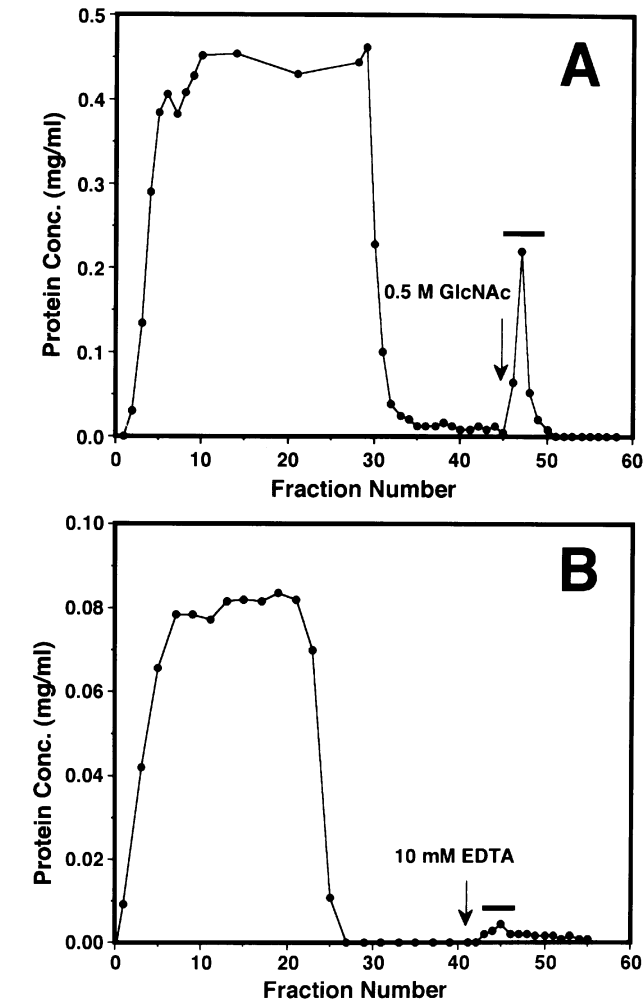 0.5
A
0.4
0.3
0.2
0.5 M GlcNAc
0.1
0.0
Protein Conc. (mg/ml)
0 10 20 30 40 50 60
Fraction Number
0.10
B
0.08
0.06
0.04
10 mM EDTA
0.02
0.00
Protein Conc. (mg/ml)
0 10 20 30 40 50 60
Fraction Number